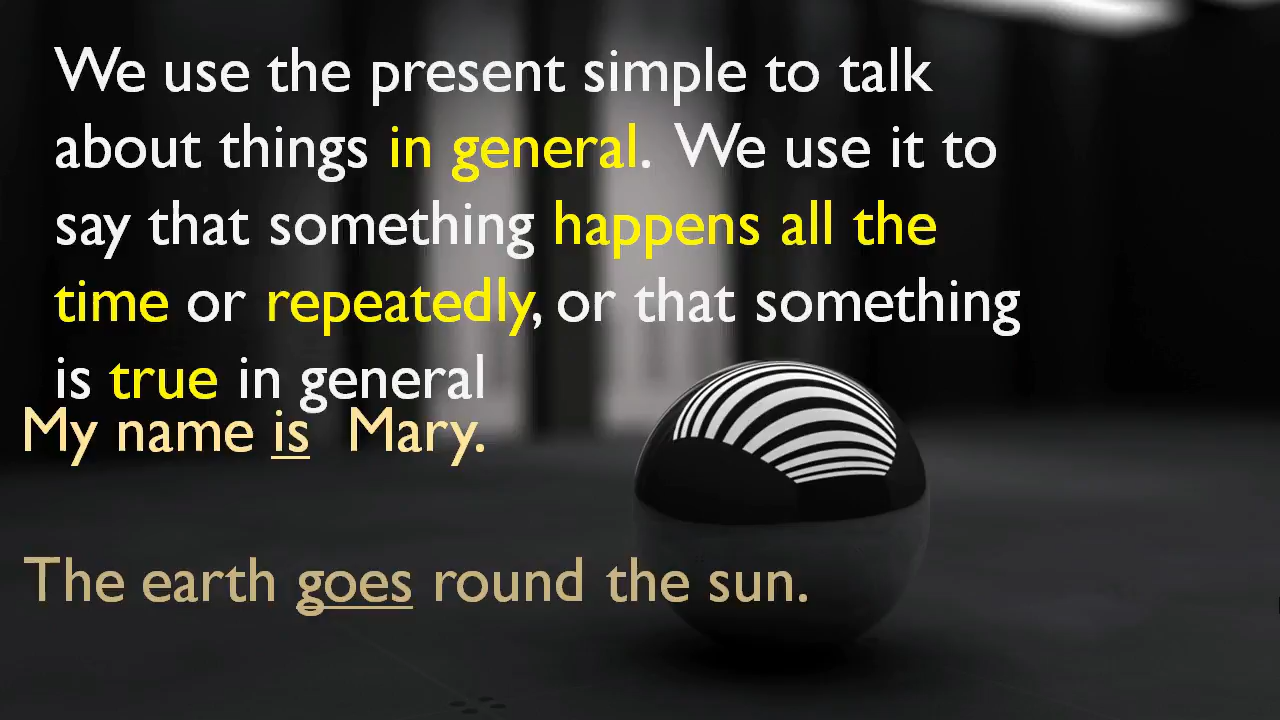 We use the present simple to talk
about things in general. We use it to
say that something happens all the
time or repeatedly, or that something
is true in general
My name is Mary.
The earth goes round the sun.